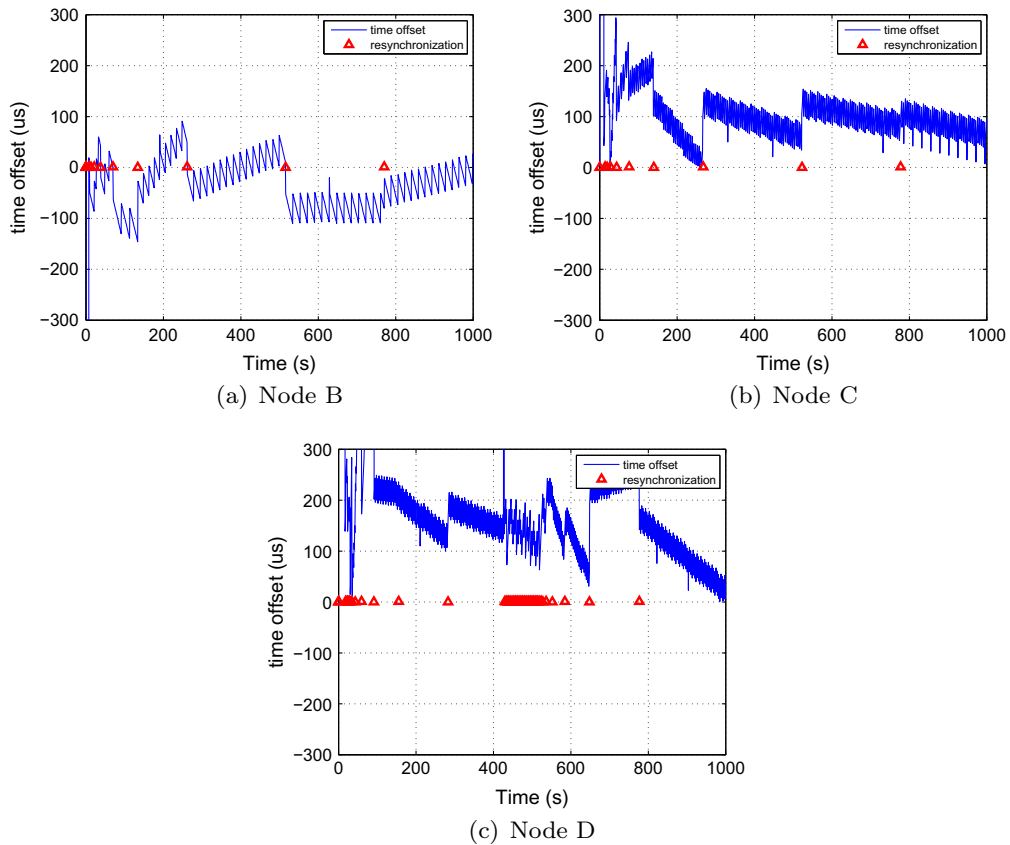 300
200
100
0
−100
−200
−300
time offset (us)
0 200 400 600 800 1000
Time (s)
time offset
resynchronization
(a) Node B
300
200
100
0
−100
−200
−300
time offset (us)
0 200 400 600 800 1000
Time (s)
time offset
resynchronization
(b) Node C
300
200
100
0
−100
−200
−300
time offset (us)
0 200 400 600 800 1000
Time (s)
time offset
resynchronization
(c) Node D